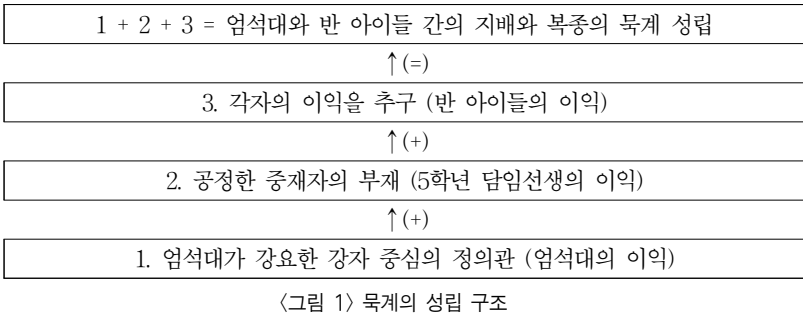 1 + 2 + 3 = 엄석대와 반 아이들 간의 지배와 복종의 묵계 성립
↑(=)
3. 각자의 이익을 추구 (반 아이들의 이익)
↑(+)
2. 공정한 중재자의 부재 (5학년 담임선생의 이익)
↑(+)
1. 엄석대가 강요한 강자 중심의 정의관 (엄석대의 이익)
〈그림 1〉 묵계의 성립 구조